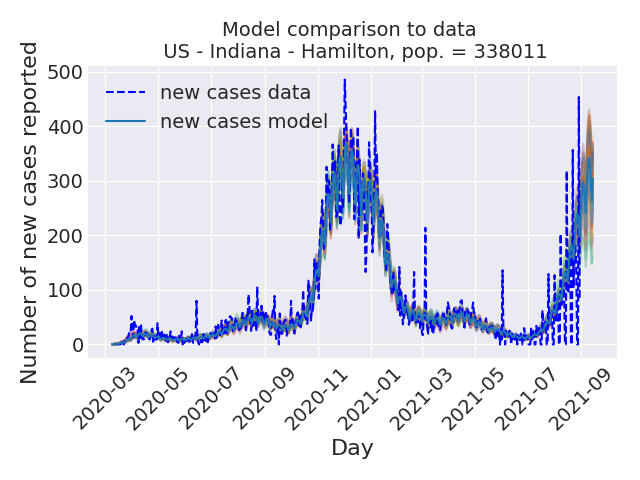 Model comparison to data
US - Indiana - Hamilton, pop. = 338011
Number of new cases reported
500
400
300
200
100
0
new cases data
new cases model
2020-03
2020-05
2020-07
2020-09
2020-11
2021-01
2021-03
2021-05
2021-07
2021-09
Day